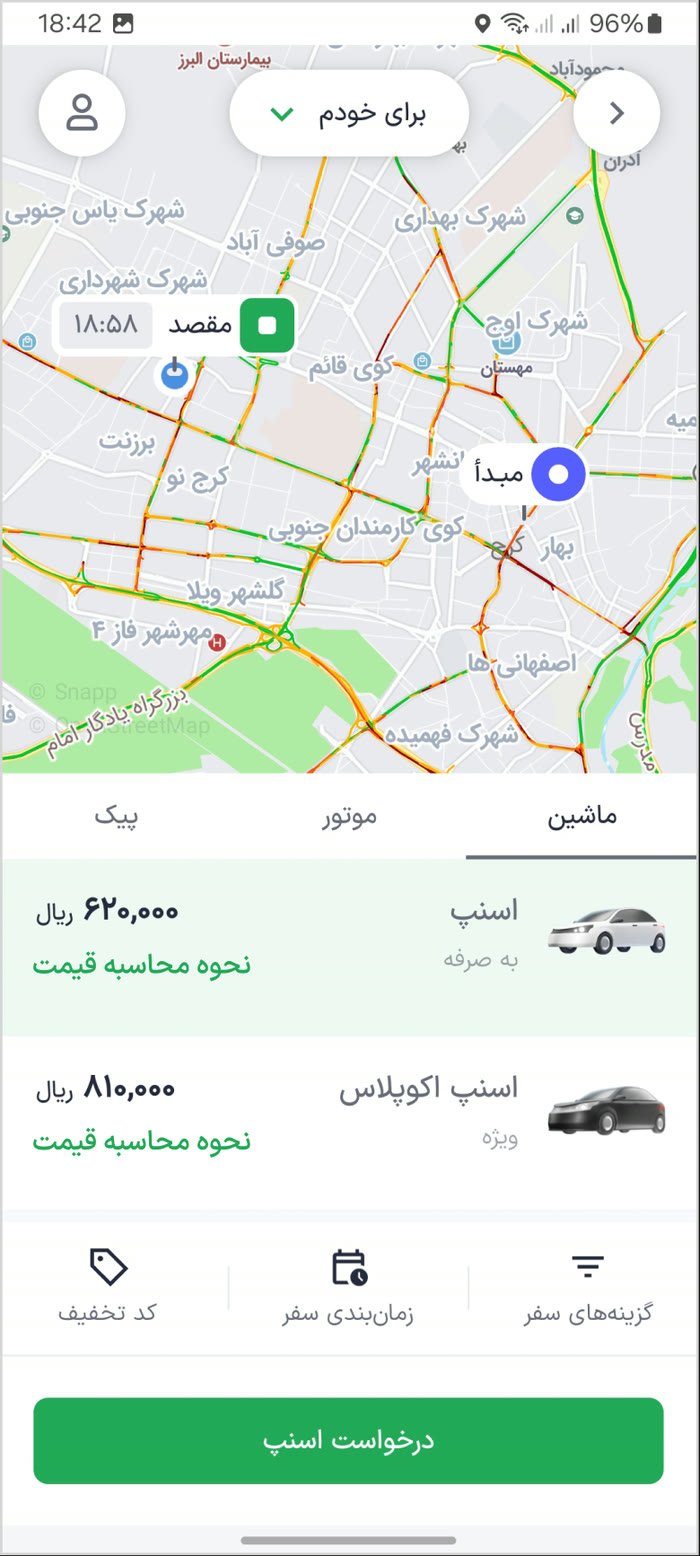 18:42
96%
بیمارستان البرز
محمودآباد
برای خودم
آدران
شهرک یاس جنوبی
شهرک بهداری
صوفی آباد
شهرک شهرداری
۱۸:۵۸ مقصد
شهرک اوج
مهستان
کوی قائم
برزنت
کرج نو
مبدأ
کوی کارمندان جنوبی
کرج
بهار
گلشهر ویلا
مهرشهر فاز ۴
H
اصفهانی ها
© Snapp
© OpenStreetMap
بزرگراه یادگار امام
شهرک فهمیده
مدرس
ماشین
موتور
پیک
اسنپ
۶۲۰,۰۰۰ ریال
به صرفه
نحوه محاسبه قیمت
اسنپ اکوپلاس
۸۱۰,۰۰۰ ریال
ویژه
نحوه محاسبه قیمت
گزینه‌های سفر
زمان‌بندی سفر
کد تخفیف
درخواست اسنپ